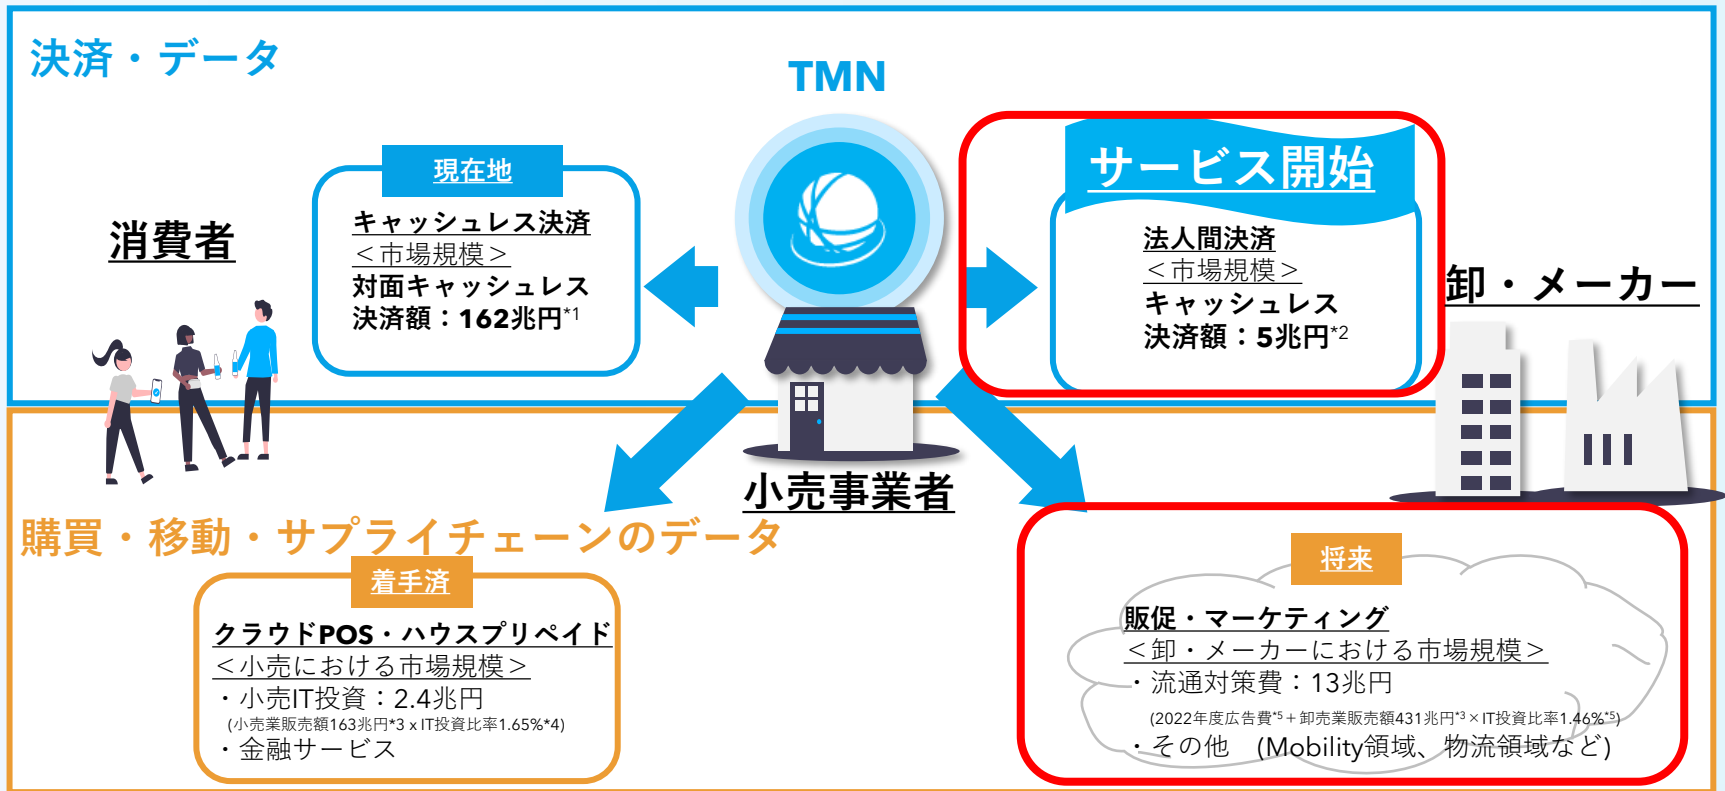 決済・データ
TMN
現在地
キャッシュレス決済
＜市場規模＞
対面キャッシュレス
決済額：162兆円*1
消費者
サービス開始
法人間決済
＜市場規模＞
キャッシュレス
決済額：5兆円*2
卸・メーカー
小売事業者
購買・移動・サプライチェーンのデータ
着手済
クラウドPOS・ハウスプリペイド
＜小売における市場規模＞
・小売IT投資：2.4兆円
(小売業販売額163兆円*3 x IT投資比率1.65%*4)
・金融サービス
将来
販促・マーケティング
＜卸・メーカーにおける市場規模＞
・流通対策費：13兆円
(2022年度広告費*5＋卸売業販売額431兆円*3×IT投資比率1.46%*5)
・その他　(Mobility領域、物流領域など)